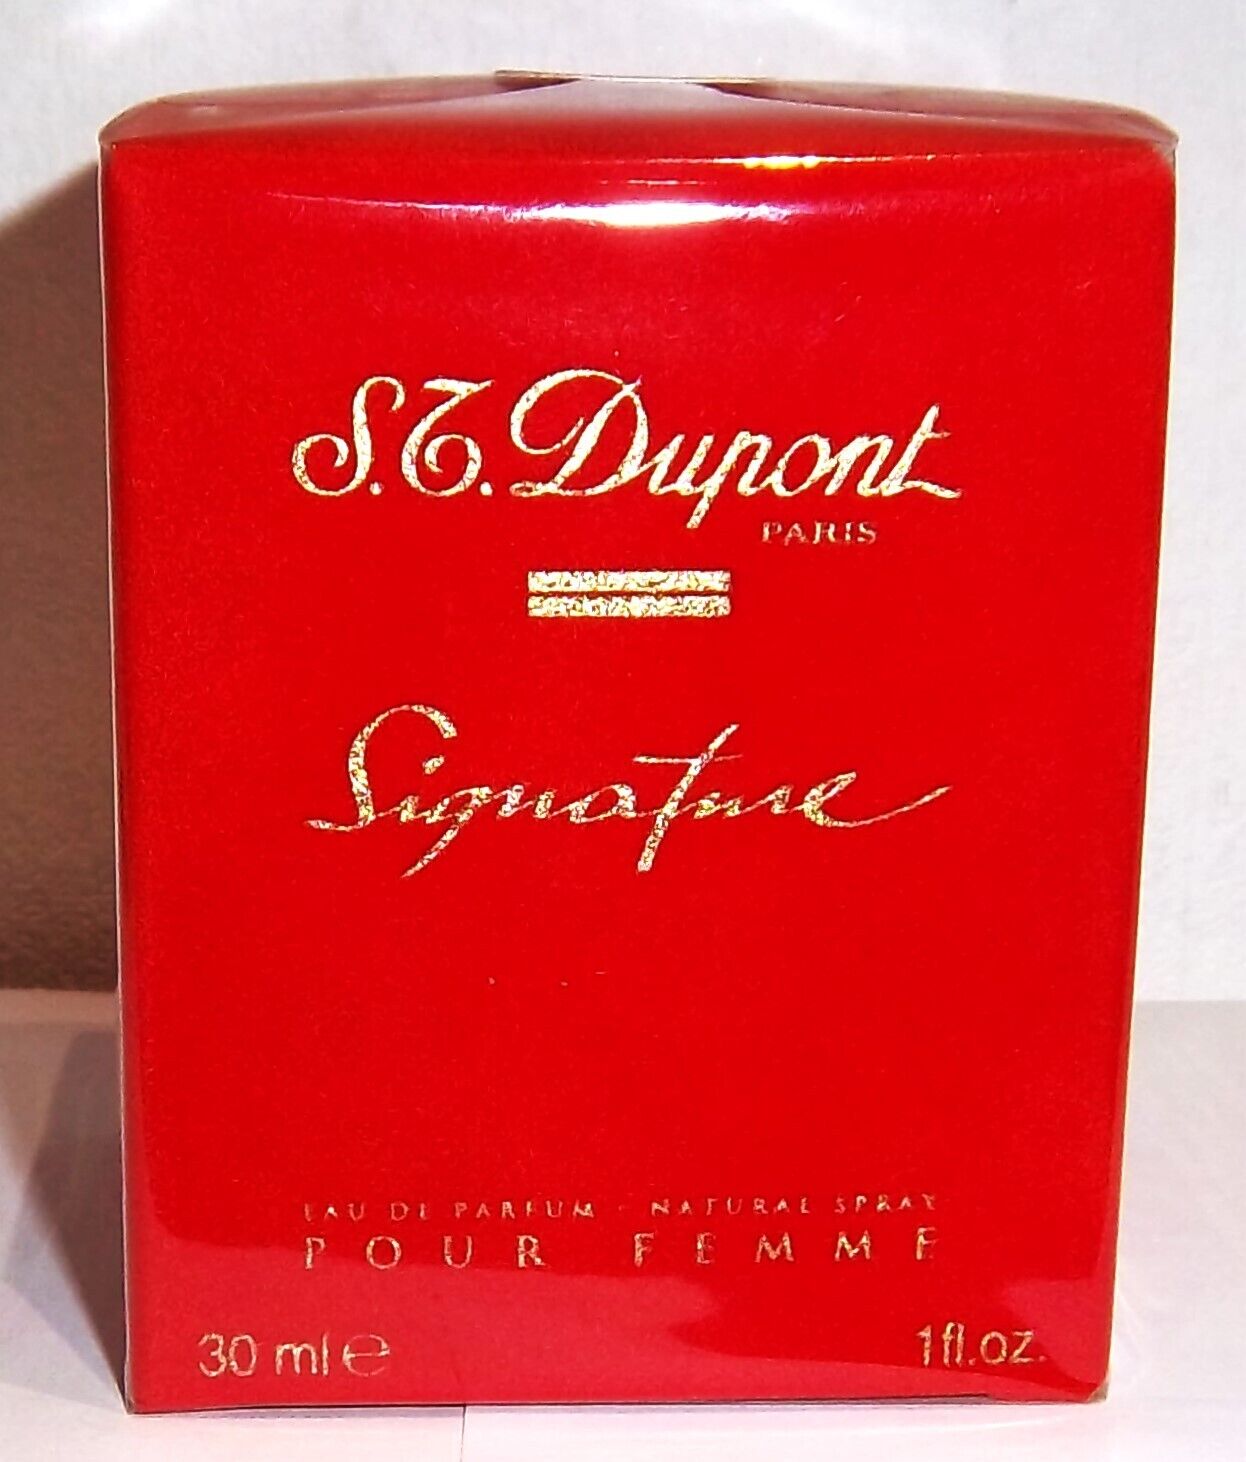 S.T. Dupont
PARIS
Signature
EAU DE PARFUM - NATURAL SPRAY
POUR FEMME
30 ml ℮ 1fl.oz.